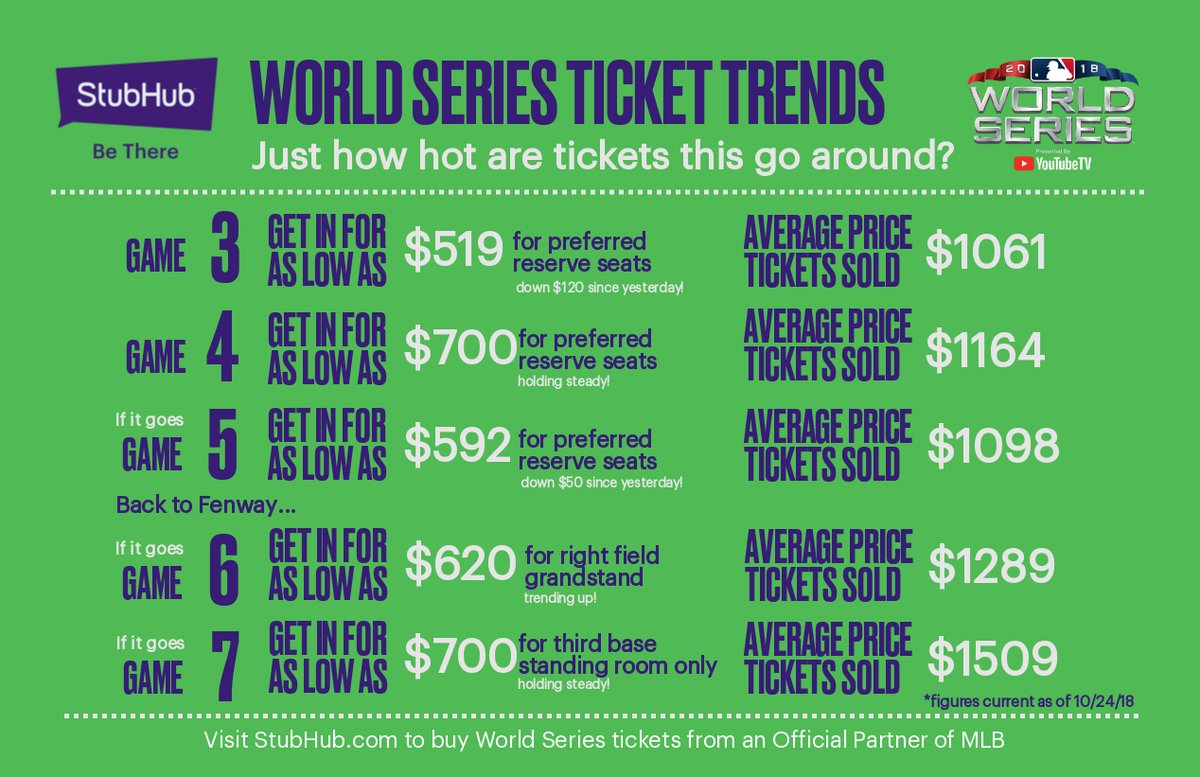 StubHub
Be There
WORLD SERIES TICKET TRENDS
Just how hot are tickets this go around?
2018
WORLD
SERIES
Presented By
YouTubeTV
GAME 3
GET IN FOR
AS LOW AS
$519
for preferred
reserve seats
down $120 since yesterday!
AVERAGE PRICE
TICKETS SOLD
$1061
GAME 4
GET IN FOR
AS LOW AS
$700
for preferred
reserve seats
holding steady!
AVERAGE PRICE
TICKETS SOLD
$1164
If it goes
GAME 5
GET IN FOR
AS LOW AS
$592
for preferred
reserve seats
down $50 since yesterday!
AVERAGE PRICE
TICKETS SOLD
$1098
Back to Fenway...
If it goes
GAME 6
GET IN FOR
AS LOW AS
$620
for right field
grandstand
trending up!
AVERAGE PRICE
TICKETS SOLD
$1289
If it goes
GAME 7
GET IN FOR
AS LOW AS
$700
for third base
standing room only
holding steady!
AVERAGE PRICE
TICKETS SOLD
$1509
*figures current as of 10/24/18
Visit StubHub.com to buy World Series tickets from an Official Partner of MLB